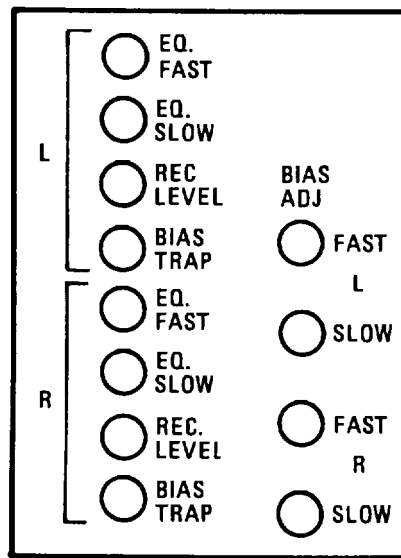 L
EQ.
FAST
EQ.
SLOW
REC
LEVEL
BIAS
TRAP
R
EQ.
FAST
EQ.
SLOW
REC.
LEVEL
BIAS
TRAP
BIAS
ADJ
FAST
L
SLOW
FAST
R
SLOW